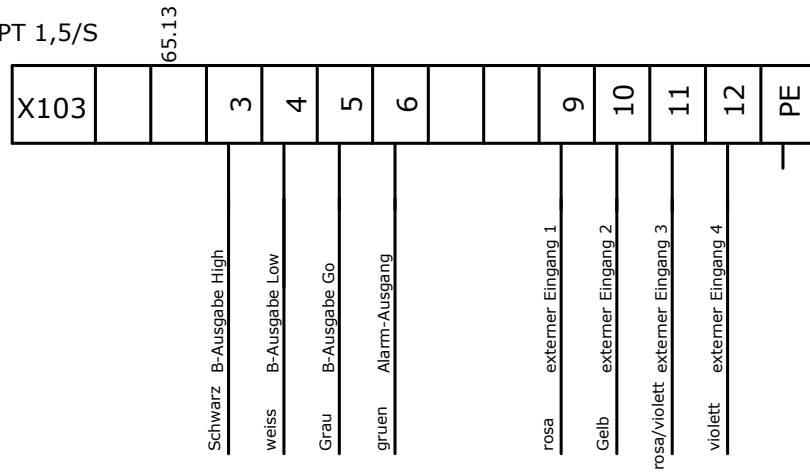 PT 1,5/S
65.13
X103
3
4
5
6
9
10
11
12
PE
Schwarz B-Ausgabe High
weiss B-Ausgabe Low
Grau B-Ausgabe Go
gruen Alarm-Ausgang
rosa externer Eingang 1
Gelb externer Eingang 2
rosa/violett externer Eingang 3
violett externer Eingang 4